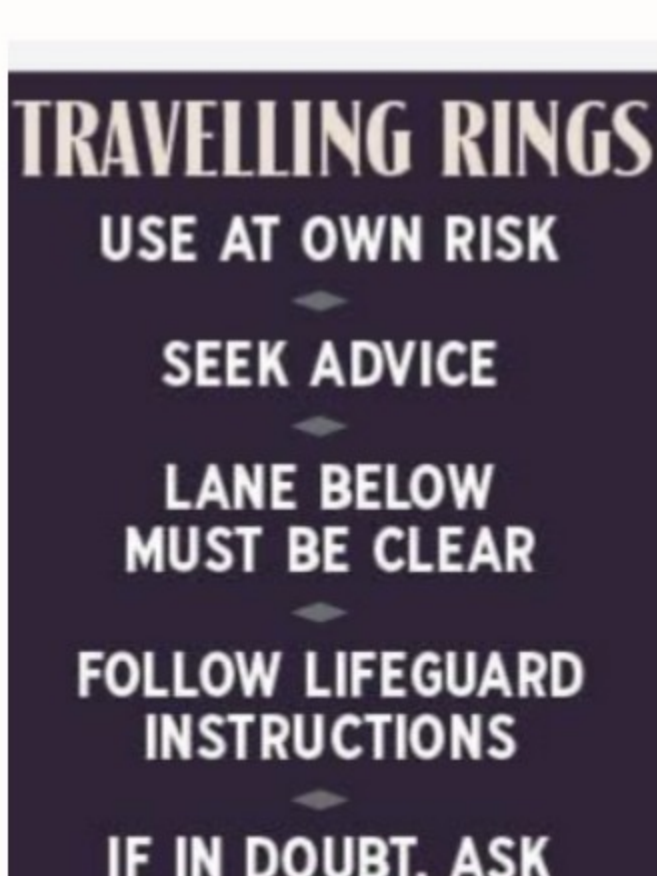 TRAVELLING RINGS
USE AT OWN RISK
SEEK ADVICE
LANE BELOW
MUST BE CLEAR
FOLLOW LIFEGUARD
INSTRUCTIONS
IF IN DOUBT, ASK